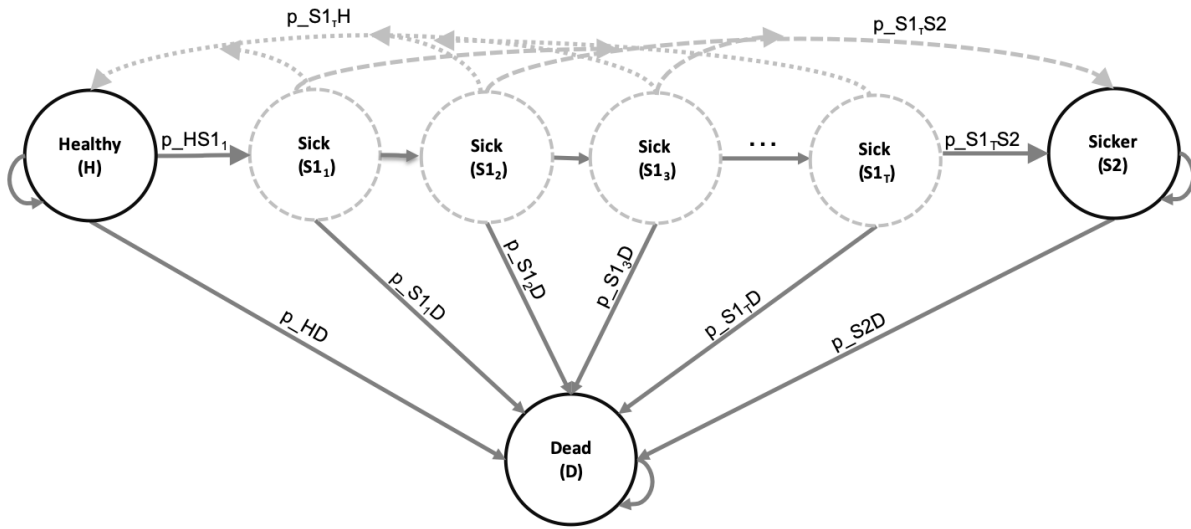 p_S1ₜH
p_S1ₜS2
Healthy
(H)
p_HS1₁
Sick
(S1₁)
Sick
(S1₂)
Sick
(S1₃)
...
Sick
(S1ₜ)
p_S1ₜS2
Sicker
(S2)
p_HD
p_S1₁D
p_S1₂D
p_S1₃D
p_S1ₜD
p_S2D
Dead
(D)